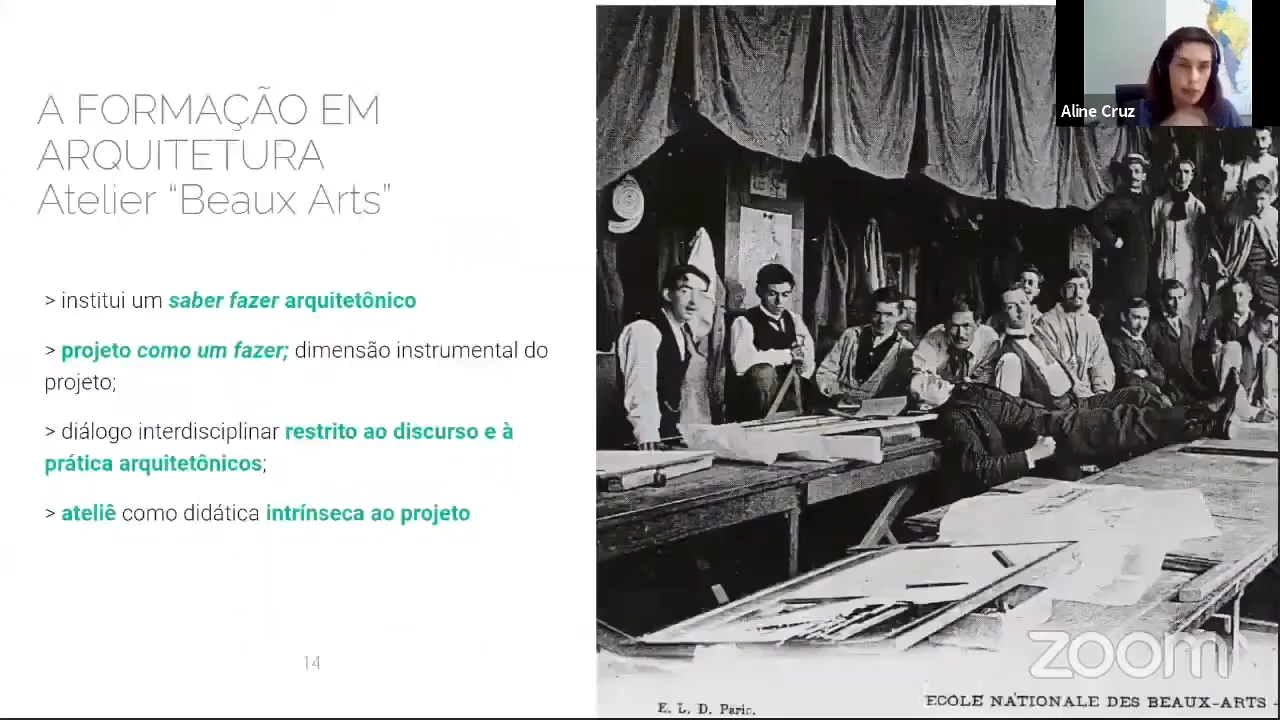 A FORMAÇÃO EM
ARQUITETURA
Atelier “Beaux Arts”
> institui um saber fazer arquitetônico
> projeto como um fazer; dimensão instrumental do
projeto;
> diálogo interdisciplinar restrito ao discurso e à
prática arquitetônicos;
> ateliê como didática intrínseca ao projeto
14
Aline Cruz
zoom
E. L. D. Paris.
ECOLE NATIONALE DES BEAUX-ARTS -